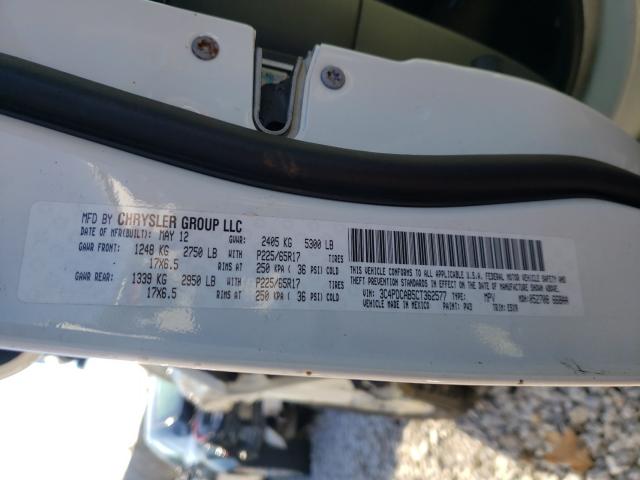 MFD BY CHRYSLER GROUP LLC
DATE OF MFR(BUILT): MAY 12 GVWR: 2405 KG 5300 LB
GAWR FRONT: 1248 KG 2750 LB WITH P225/65R17 TIRES
17X6.5 RIMS AT 250 KPA ( 36 PSI) COLD
GAWR REAR: 1339 KG 2950 LB WITH P225/65R17 TIRES
17X6.5 RIMS AT 250 KPA ( 36 PSI) COLD
THIS VEHICLE CONFORMS TO ALL APPLICABLE U.S.A. FEDERAL MOTOR VEHICLE SAFETY AND
THEFT PREVENTION STANDARDS IN EFFECT ON THE DATE OF MANUFACTURE SHOWN ABOVE.
VIN: 3C4PDCAB5CT362577 TYPE: MPV MDH: 052706 668AA
VEHICLE MADE IN MEXICO PAINT: TRIM: